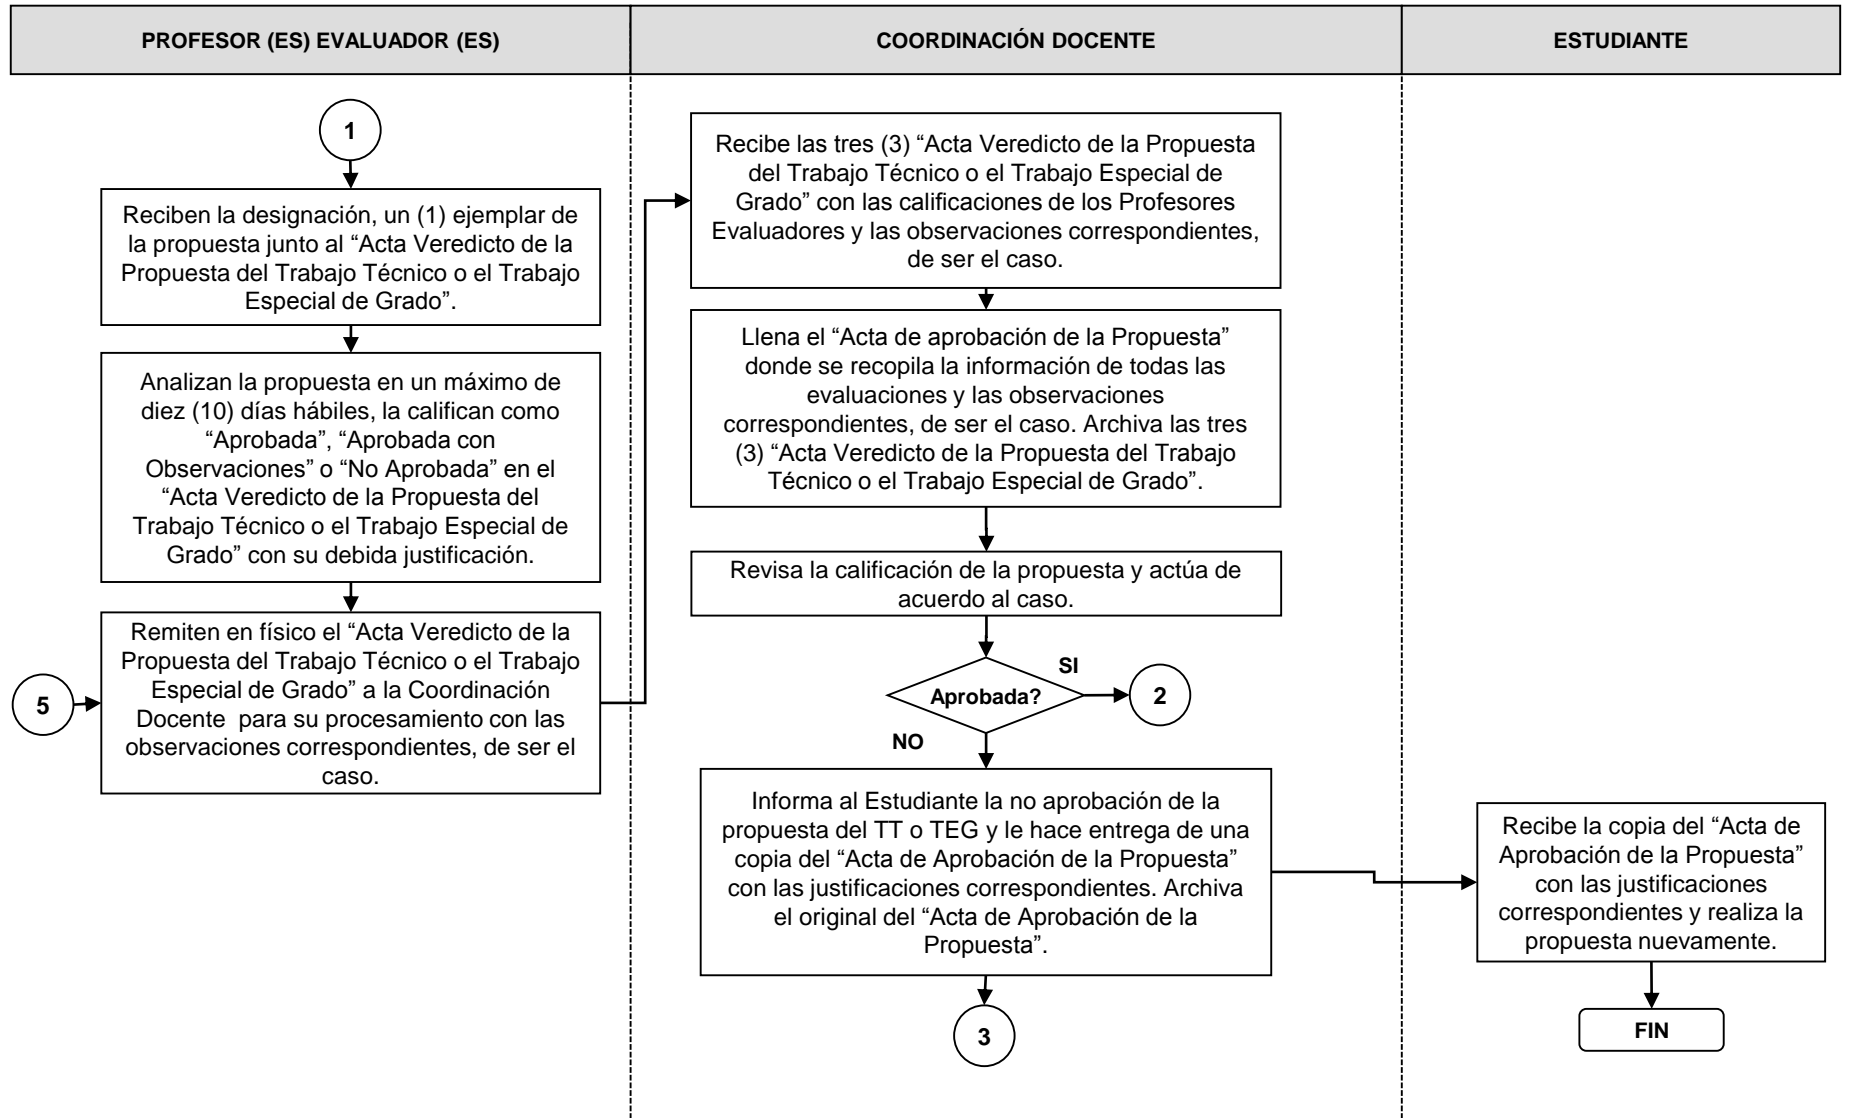 PROFESOR (ES) EVALUADOR (ES)
COORDINACIÓN DOCENTE
ESTUDIANTE
1
Reciben la designación, un (1) ejemplar de
la propuesta junto al “Acta Veredicto de la
Propuesta del Trabajo Técnico o el Trabajo
Especial de Grado”.
Analizan la propuesta en un máximo de
diez (10) días hábiles, la califican como
“Aprobada”, “Aprobada con
Observaciones” o “No Aprobada” en el
“Acta Veredicto de la Propuesta del
Trabajo Técnico o el Trabajo Especial de
Grado” con su debida justificación.
5
Remiten en físico el “Acta Veredicto de la
Propuesta del Trabajo Técnico o el Trabajo
Especial de Grado” a la Coordinación
Docente  para su procesamiento con las
observaciones correspondientes, de ser el
caso.
Recibe las tres (3) “Acta Veredicto de la Propuesta
del Trabajo Técnico o el Trabajo Especial de
Grado” con las calificaciones de los Profesores
Evaluadores y las observaciones correspondientes,
de ser el caso.
Llena el “Acta de aprobación de la Propuesta”
donde se recopila la información de todas las
evaluaciones y las observaciones
correspondientes, de ser el caso. Archiva las tres
(3) “Acta Veredicto de la Propuesta del Trabajo
Técnico o el Trabajo Especial de Grado”.
Revisa la calificación de la propuesta y actúa de
acuerdo al caso.
Aprobada?
SI
2
NO
Informa al Estudiante la no aprobación de la
propuesta del TT o TEG y le hace entrega de una
copia del “Acta de Aprobación de la Propuesta”
con las justificaciones correspondientes. Archiva
el original del “Acta de Aprobación de la
Propuesta”.
3
Recibe la copia del “Acta de
Aprobación de la Propuesta”
con las justificaciones
correspondientes y realiza la
propuesta nuevamente.
FIN